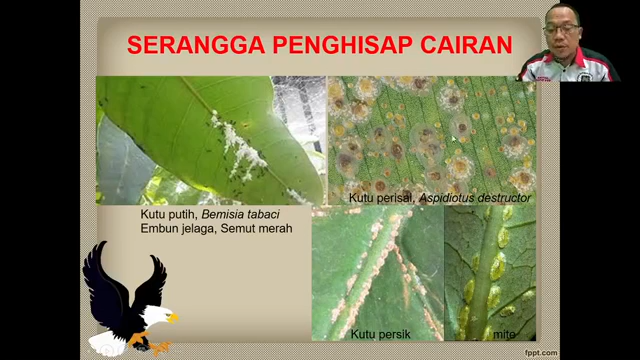 SERANGGA PENGHISAP CAIRAN
Kutu putih, Bemisia tabaci
Embun jelaga, Semut merah
Kutu perisai, Aspidiotus destructor
Kutu persik
mite
fppt.com